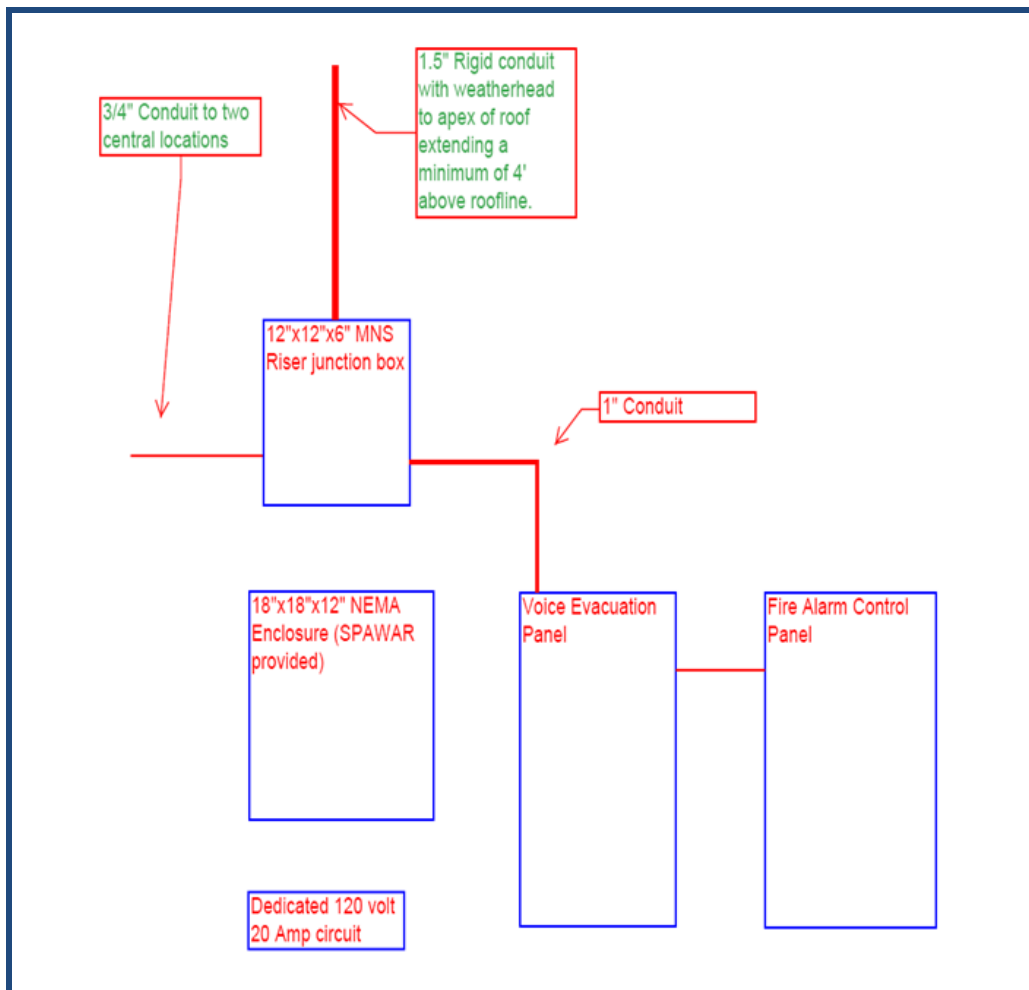 1.5" Rigid conduit
with weatherhead
to apex of roof
extending a
minimum of 4'
above roofline.
3/4" Conduit to two
central locations
12"x12"x6" MNS
Riser junction box
1" Conduit
18"x18"x12" NEMA
Enclosure (SPAWAR
provided)
Voice Evacuation
Panel
Fire Alarm Control
Panel
Dedicated 120 volt
20 Amp circuit